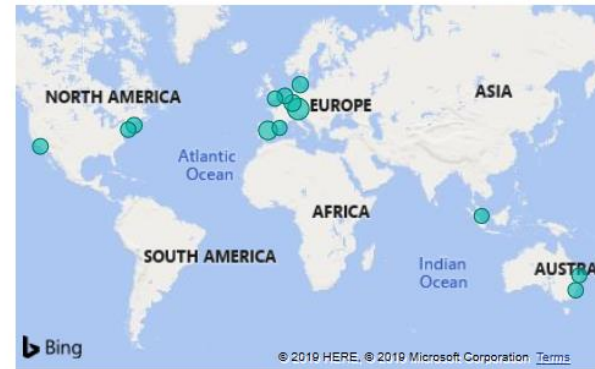 NORTH AMERICA
EUROPE
ASIA
Atlantic
Ocean
AFRICA
SOUTH AMERICA
Indian
Ocean
AUSTRA
Bing
© 2019 HERE, © 2019 Microsoft Corporation Terms